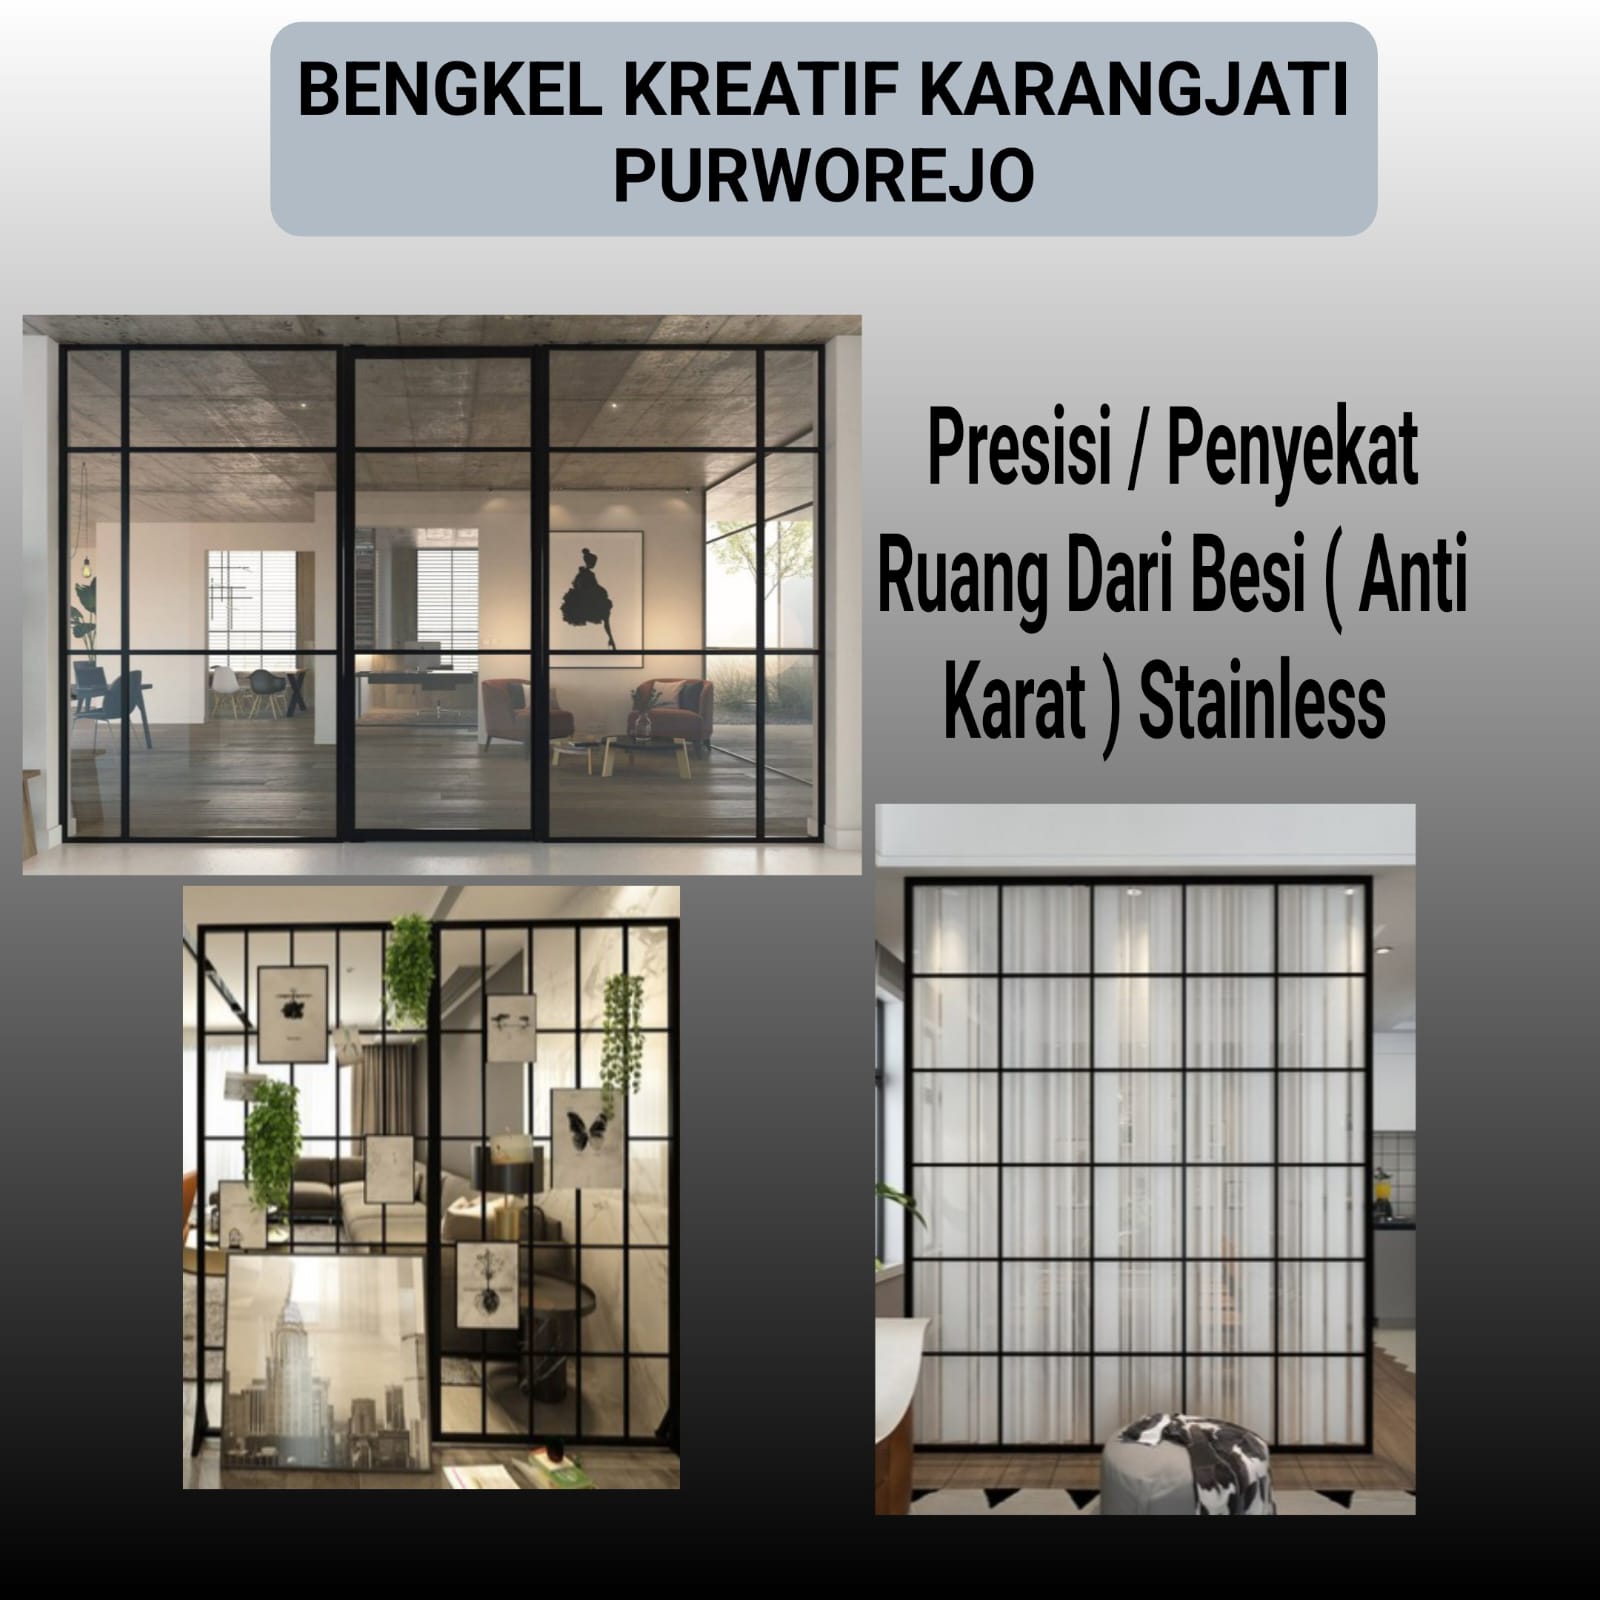 BENGKEL KREATIF KARANGJATI
PURWOREJO
Presisi / Penyekat
Ruang Dari Besi ( Anti
Karat ) Stainless